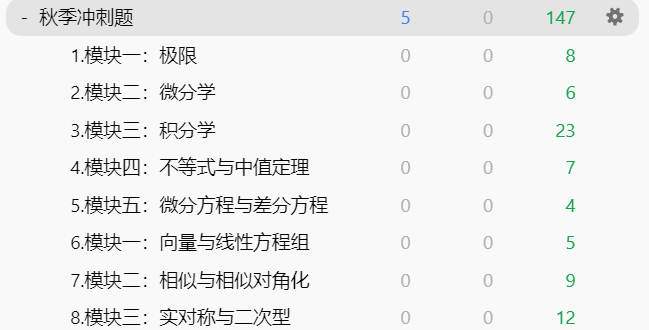 - 秋季冲刺题 5 0 147
1.模块一：极限 0 0 8
2.模块二：微分学 0 0 6
3.模块三：积分学 0 0 23
4.模块四：不等式与中值定理 0 0 7
5.模块五：微分方程与差分方程 0 0 4
6.模块一：向量与线性方程组 0 0 5
7.模块二：相似与相似对角化 0 0 9
8.模块三：实对称与二次型 0 0 12